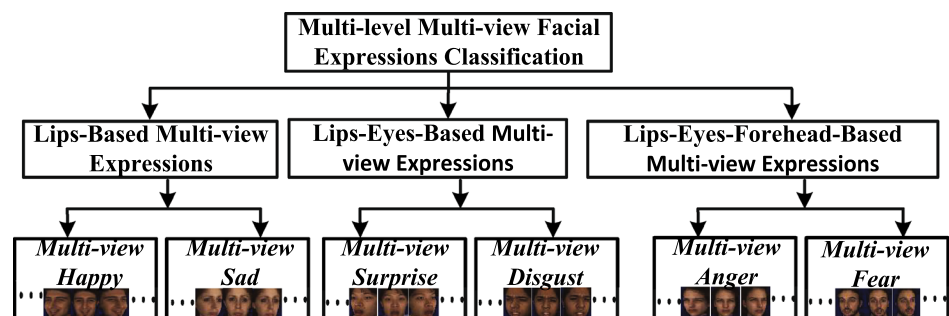 Multi-level Multi-view Facial
Expressions Classification
Lips-Based Multi-view
Expressions
Lips-Eyes-Based Multi-
view Expressions
Lips-Eyes-Forehead-Based
Multi-view Expressions
Multi-view
Happy
Multi-view
Sad
Multi-view
Surprise
Multi-view
Disgust
Multi-view
Anger
Multi-view
Fear